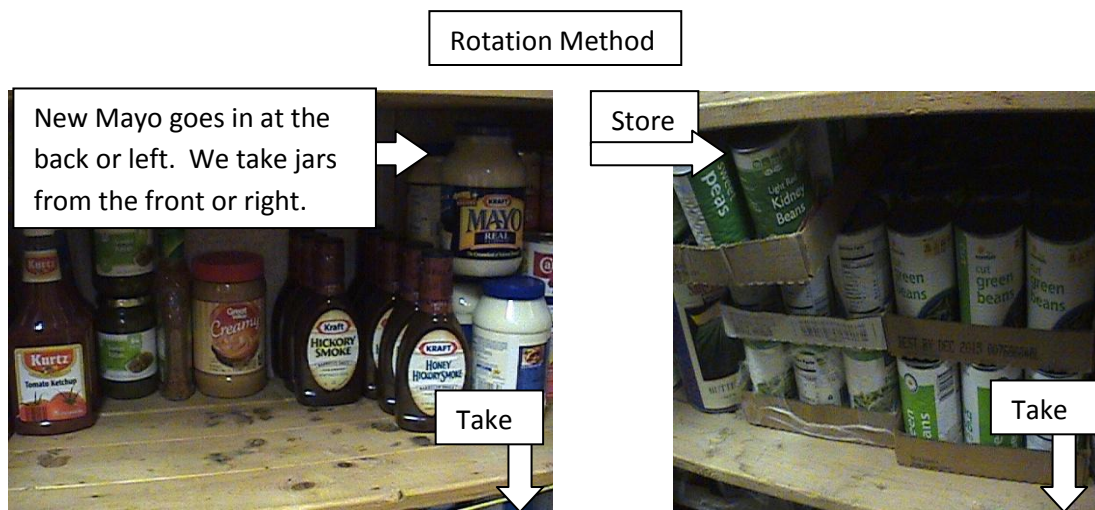 Rotation Method
New Mayo goes in at the
back or left. We take jars
from the front or right.
Store
Take
Take
Kurtz
Kurtz
Tomato Ketchup
Creamy
Kraft
HICKORY
SMOKE
KRAFT
HONEY
HICKORY SMOKE
KRAFT
MAYO
REAL
sweet
peas
Light Red
Kidney
Beans
green
beans
cut
green
beans
cut
green
beans
BEST BY DEC 2013